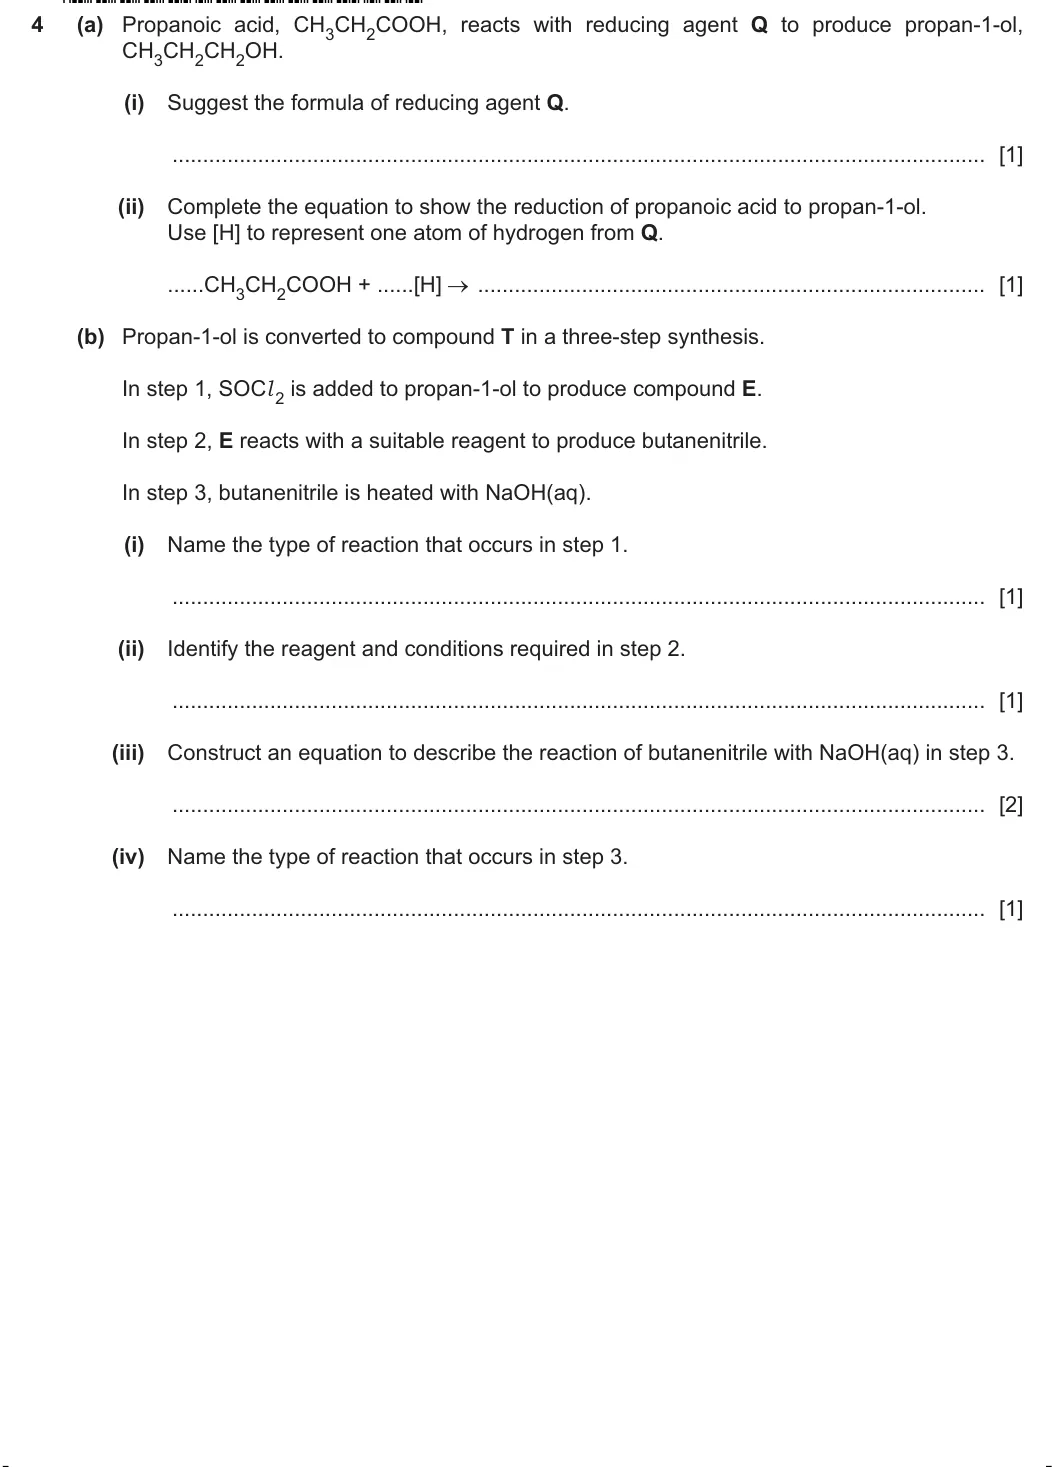 4 (a) Propanoic acid, CH₃CH₂COOH, reacts with reducing agent Q to produce propan-1-ol,
CH₃CH₂CH₂OH.
(i) Suggest the formula of reducing agent Q.
...................................................................................................................................... [1]
(ii) Complete the equation to show the reduction of propanoic acid to propan-1-ol.
Use [H] to represent one atom of hydrogen from Q.
......CH₃CH₂COOH + ......[H] → ................................................................................... [1]
(b) Propan-1-ol is converted to compound T in a three-step synthesis.
In step 1, SOCl₂ is added to propan-1-ol to produce compound E.
In step 2, E reacts with a suitable reagent to produce butanenitrile.
In step 3, butanenitrile is heated with NaOH(aq).
(i) Name the type of reaction that occurs in step 1.
...................................................................................................................................... [1]
(ii) Identify the reagent and conditions required in step 2.
...................................................................................................................................... [1]
(iii) Construct an equation to describe the reaction of butanenitrile with NaOH(aq) in step 3.
...................................................................................................................................... [2]
(iv) Name the type of reaction that occurs in step 3.
...................................................................................................................................... [1]